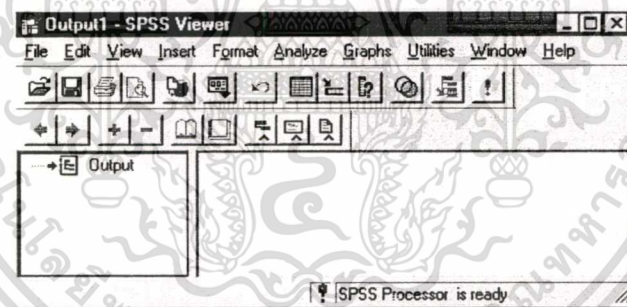 Output1 - SPSS Viewer
File Edit View Insert Format Analyze Graphs Utilities Window Help
Output
SPSS Processor is ready